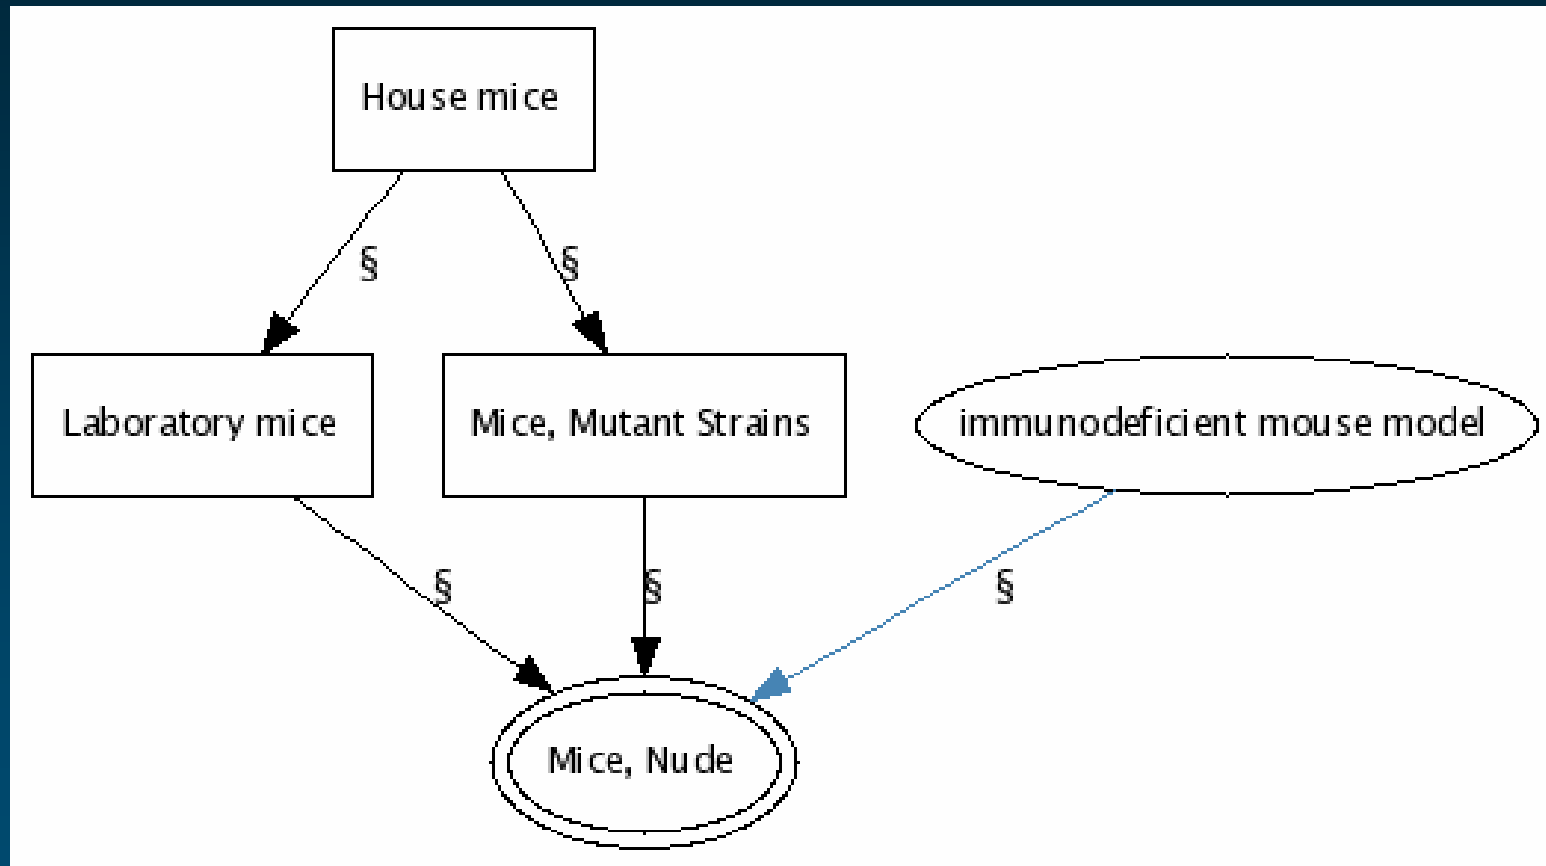 House mice
§
§
Laboratory mice
Mice, Mutant Strains
immunodeficient mouse model
§
§
§
Mice, Nude